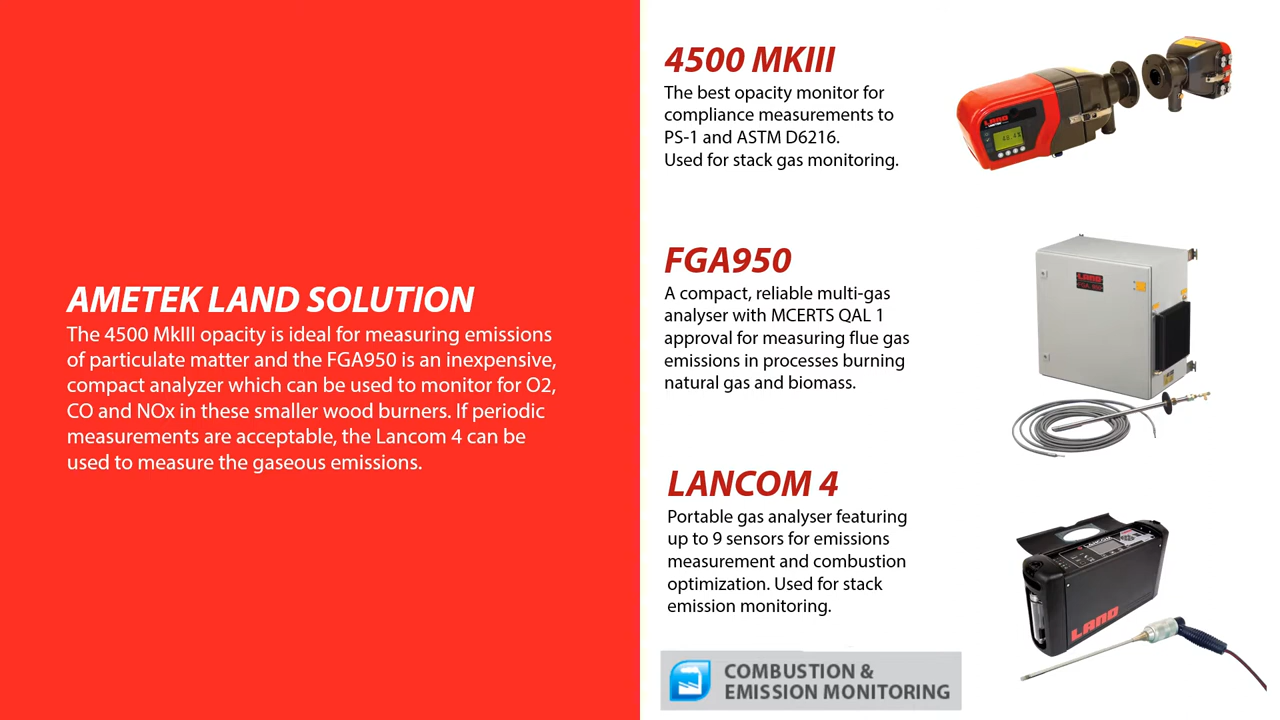 AMETEK LAND SOLUTION
The 4500 MkIII opacity is ideal for measuring emissions
of particulate matter and the FGA950 is an inexpensive,
compact analyzer which can be used to monitor for O2,
CO and NOx in these smaller wood burners. If periodic
measurements are acceptable, the Lancom 4 can be
used to measure the gaseous emissions.
4500 MKIII
The best opacity monitor for
compliance measurements to
PS-1 and ASTM D6216.
Used for stack gas monitoring.
LAND
FGA950
A compact, reliable multi-gas
analyser with MCERTS QAL 1
approval for measuring flue gas
emissions in processes burning
natural gas and biomass.
LAND
FGA 950
LANCOM 4
Portable gas analyser featuring
up to 9 sensors for emissions
measurement and combustion
optimization. Used for stack
emission monitoring.
LANCOM
LAND
COMBUSTION &
EMISSION MONITORING